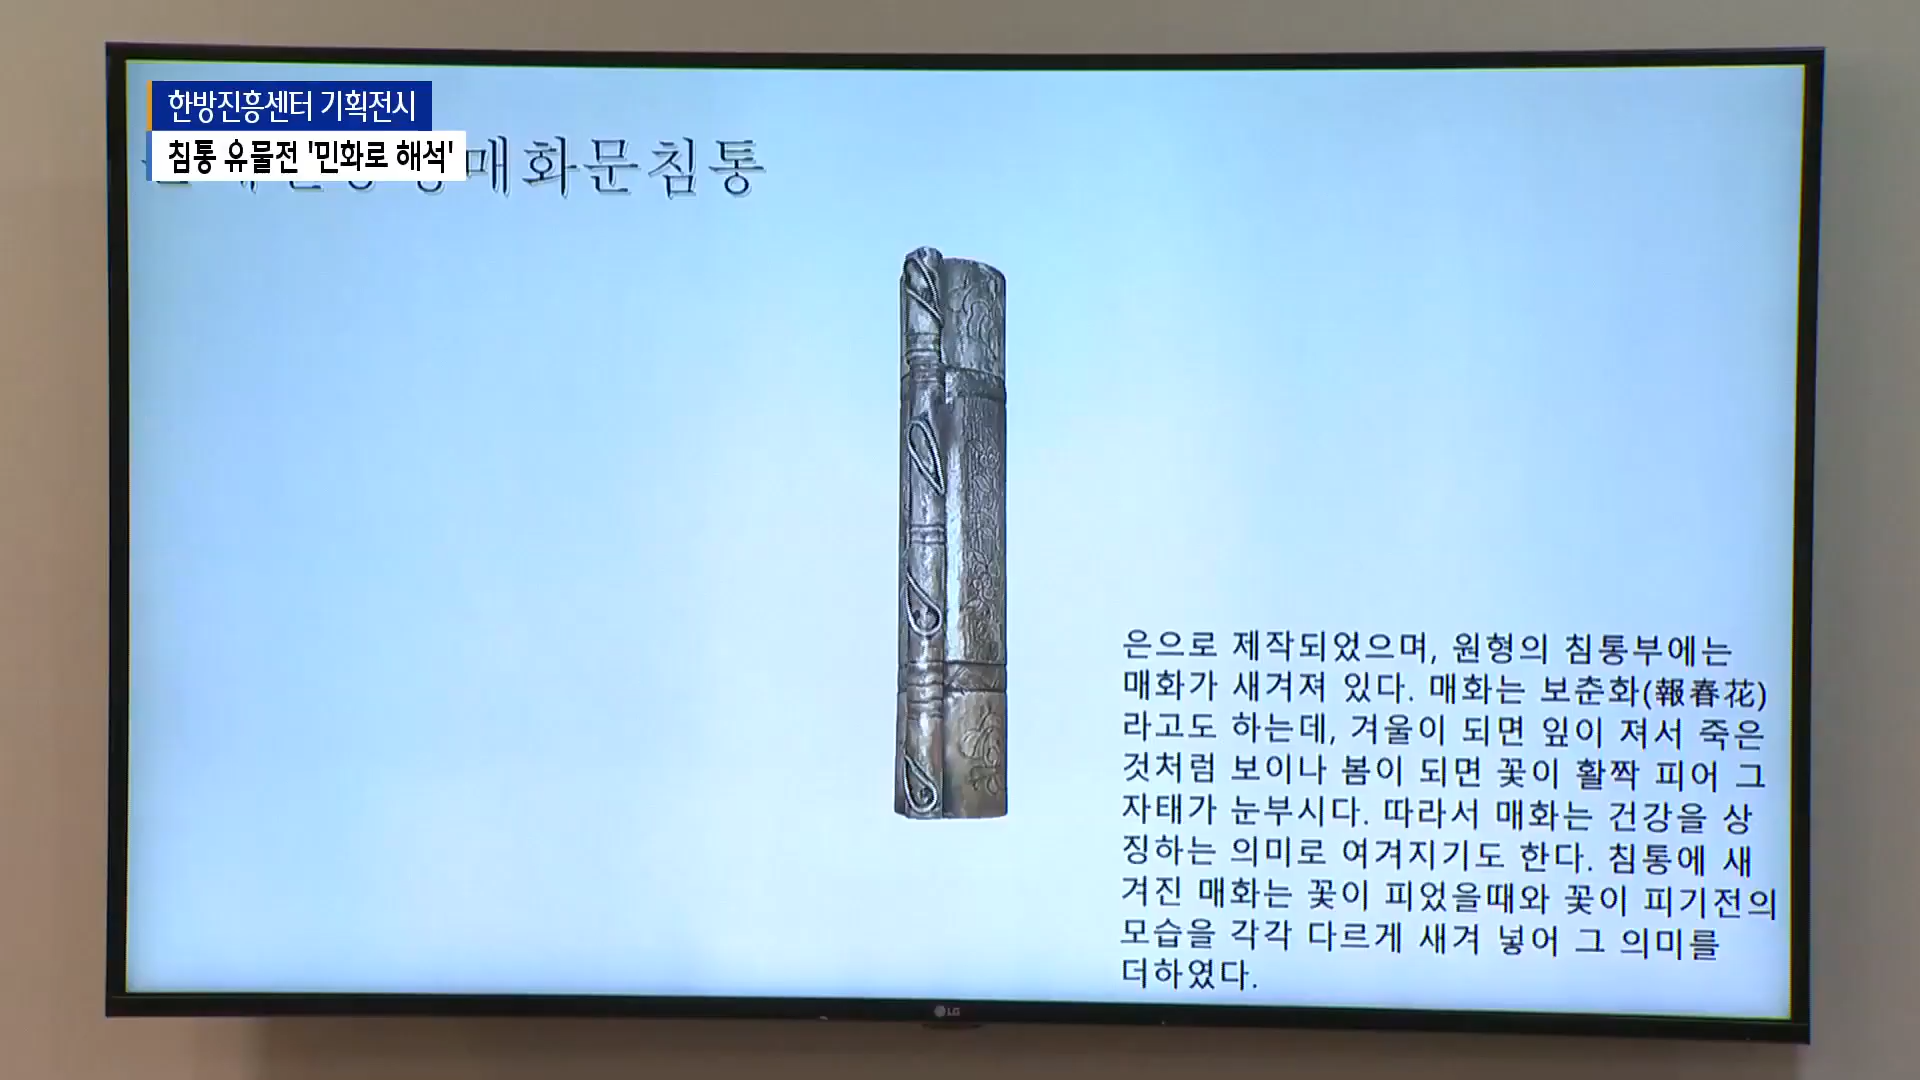 한방진흥센터 기획전시
침통 유물전 '민화로 해석'
매화문침통
은으로 제작되었으며, 원형의 침통부에는
매화가 새겨져 있다. 매화는 보춘화(報春花)
라고도 하는데, 겨울이 되면 잎이 져서 죽은
것처럼 보이나 봄이 되면 꽃이 활짝 피어 그
자태가 눈부시다. 따라서 매화는 건강을 상
징하는 의미로 여겨지기도 한다. 침통에 새
겨진 매화는 꽃이 피었을때와 꽃이 피기전의
모습을 각각 다르게 새겨 넣어 그 의미를
더하였다.
LG